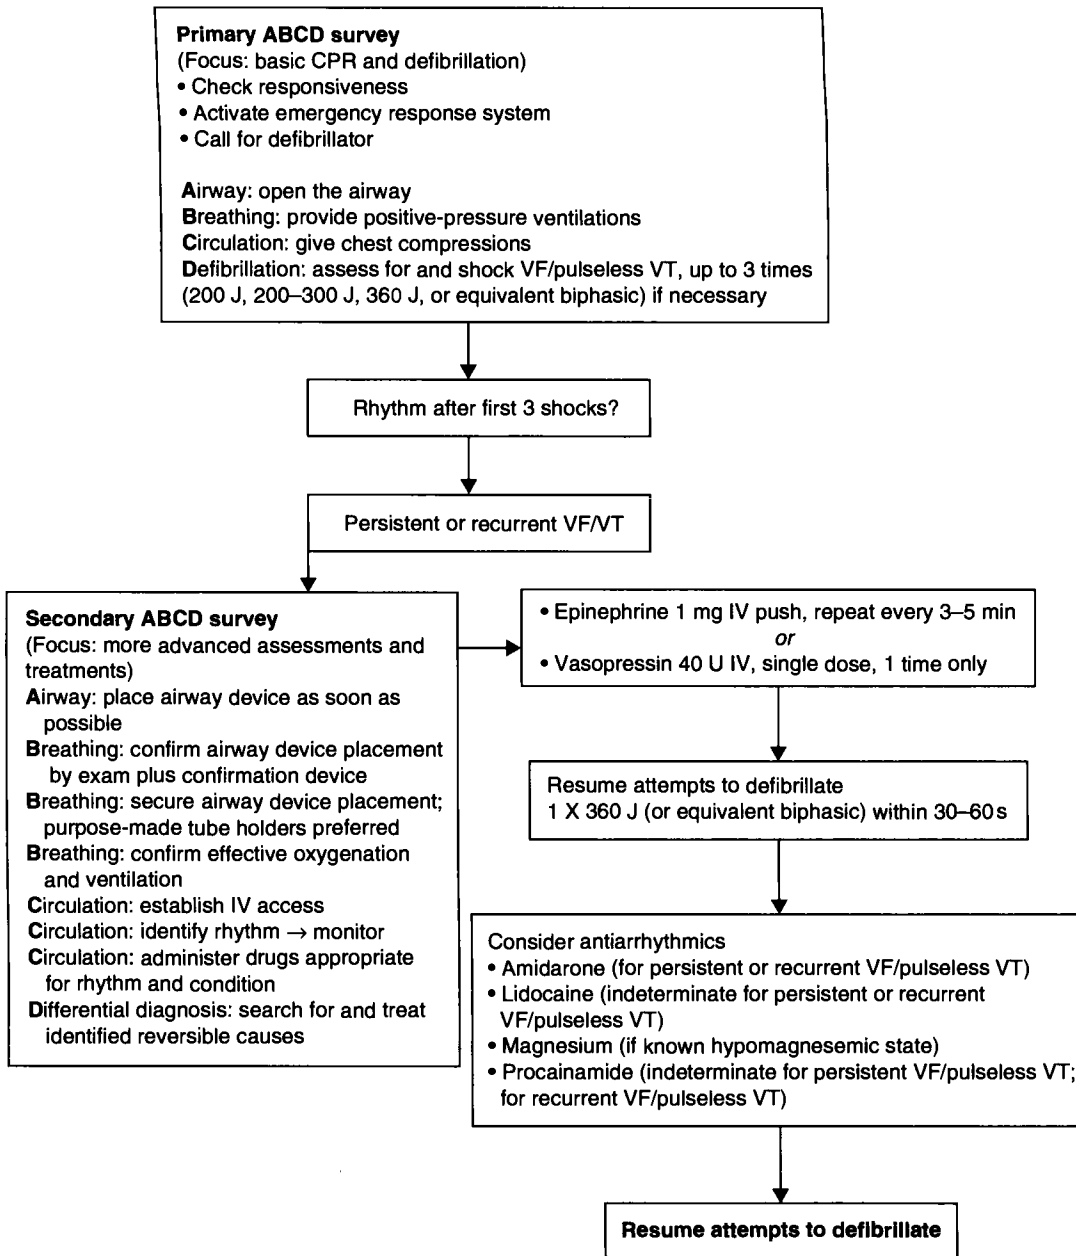 Primary ABCD survey
(Focus: basic CPR and defibrillation)
• Check responsiveness
• Activate emergency response system
• Call for defibrillator
Airway: open the airway
Breathing: provide positive-pressure ventilations
Circulation: give chest compressions
Defibrillation: assess for and shock VF/pulseless VT, up to 3 times
(200 J, 200–300 J, 360 J, or equivalent biphasic) if necessary
Rhythm after first 3 shocks?
Persistent or recurrent VF/VT
Secondary ABCD survey
(Focus: more advanced assessments and
treatments)
Airway: place airway device as soon as
possible
Breathing: confirm airway device placement
by exam plus confirmation device
Breathing: secure airway device placement;
purpose-made tube holders preferred
Breathing: confirm effective oxygenation
and ventilation
Circulation: establish IV access
Circulation: identify rhythm → monitor
Circulation: administer drugs appropriate
for rhythm and condition
Differential diagnosis: search for and treat
identified reversible causes
• Epinephrine 1 mg IV push, repeat every 3–5 min
or
• Vasopressin 40 U IV, single dose, 1 time only
Resume attempts to defibrillate
1 X 360 J (or equivalent biphasic) within 30–60 s
Consider antiarrhythmics
• Amidarone (for persistent or recurrent VF/pulseless VT)
• Lidocaine (indeterminate for persistent or recurrent
VF/pulseless VT)
• Magnesium (if known hypomagnesemic state)
• Procainamide (indeterminate for persistent VF/pulseless VT;
for recurrent VF/pulseless VT)
Resume attempts to defibrillate